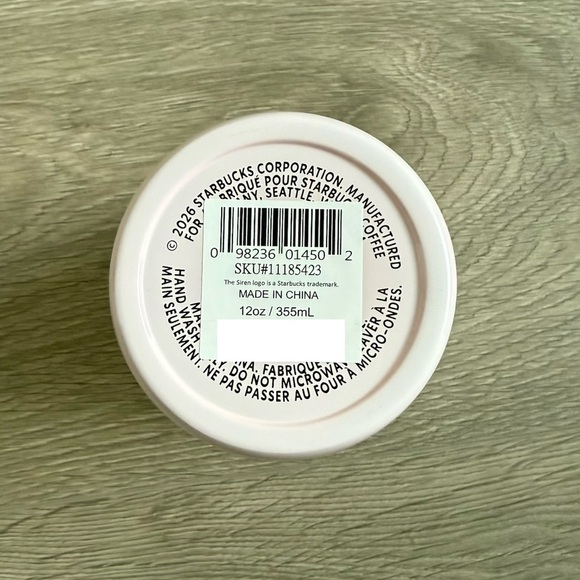 © 2026 STARBUCKS CORPORATION. MANUFACTURED
FOR FABRIQUÉ POUR STARBUCKS COFFEE
SEATTLE,
0 98236 01450 2
SKU#11185423
The Siren logo is a Starbucks trademark.
MADE IN CHINA
12oz / 355mL
FABRIQUÉ
HAND WASH ONLY. DO NOT MICROWAVE. LAVER À LA
MAIN SEULEMENT. NE PAS PASSER AU FOUR À MICRO-ONDES.